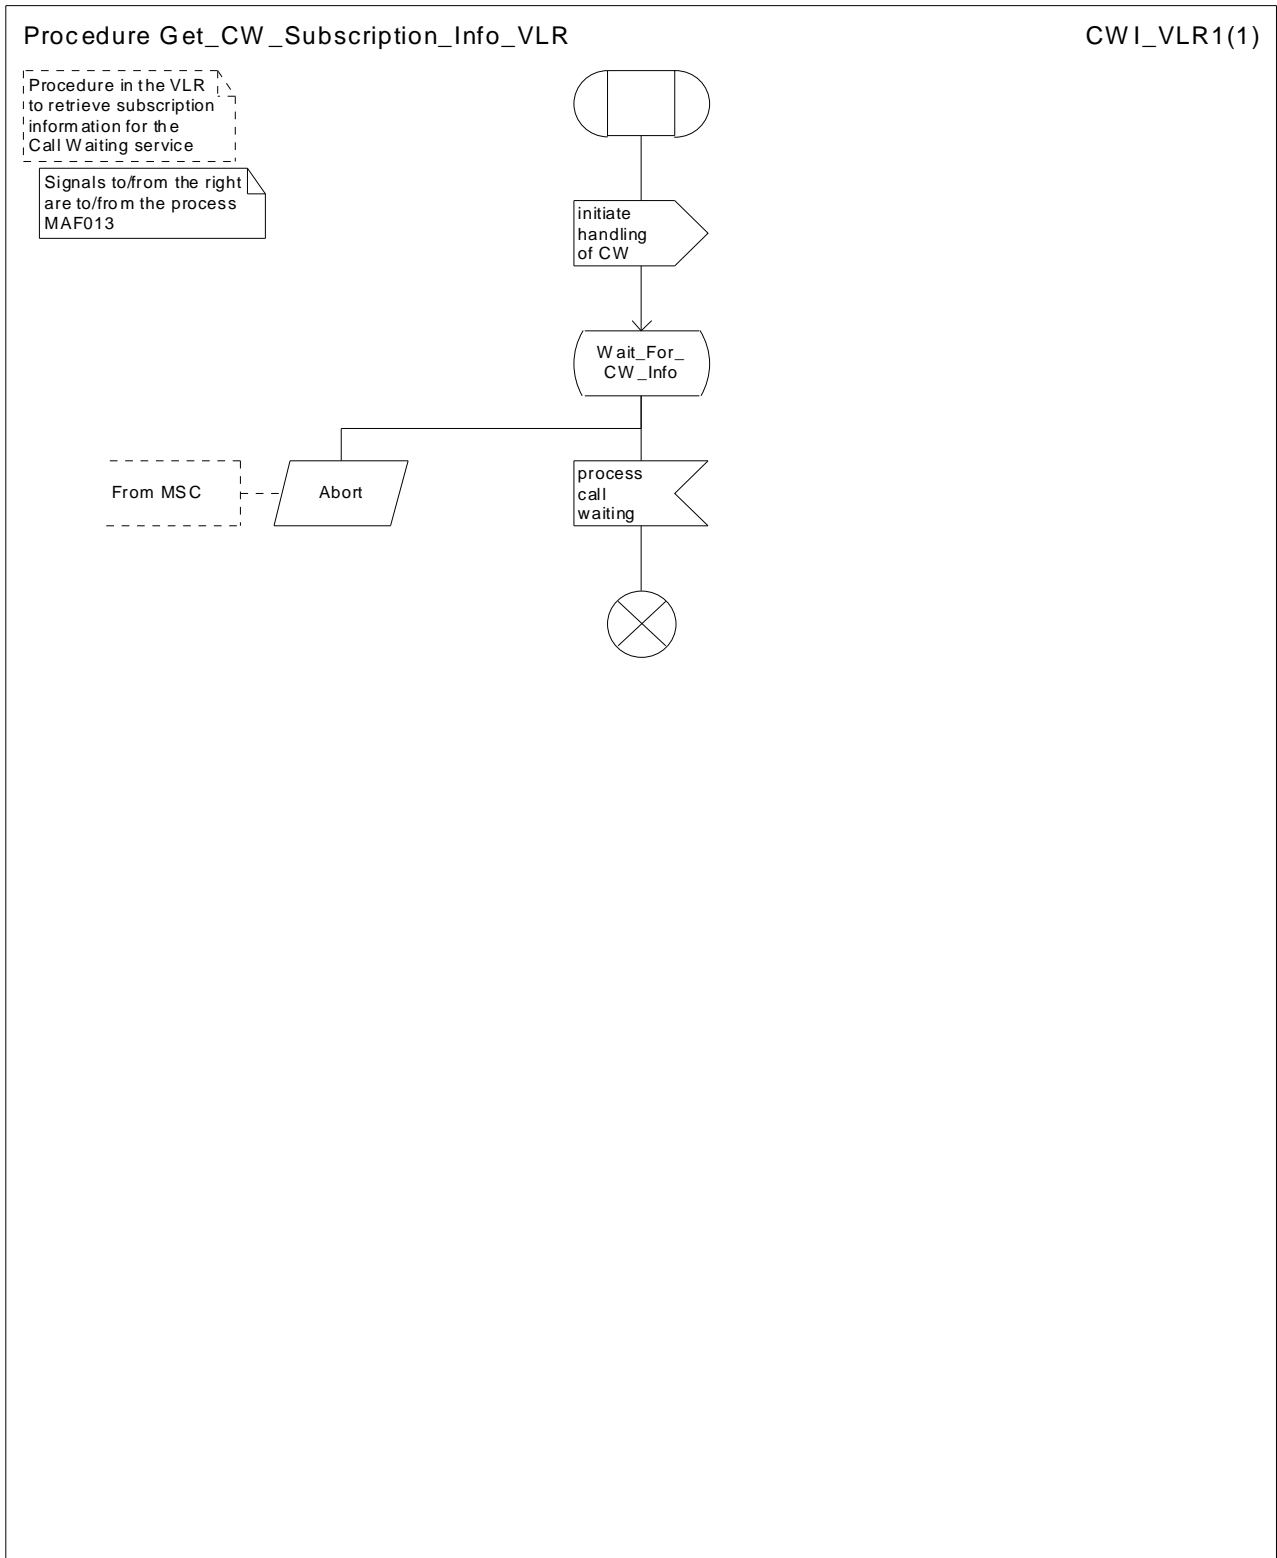 Procedure Get_CW_Subscription_Info_VLR
CWI_VLR1(1)
Procedure in the VLR
to retrieve subscription
information for the
Call Waiting service
Signals to/from the right
are to/from the process
MAF013
initiate
handling
of CW
Wait_For_
CW_Info
From MSC
Abort
process
call
waiting